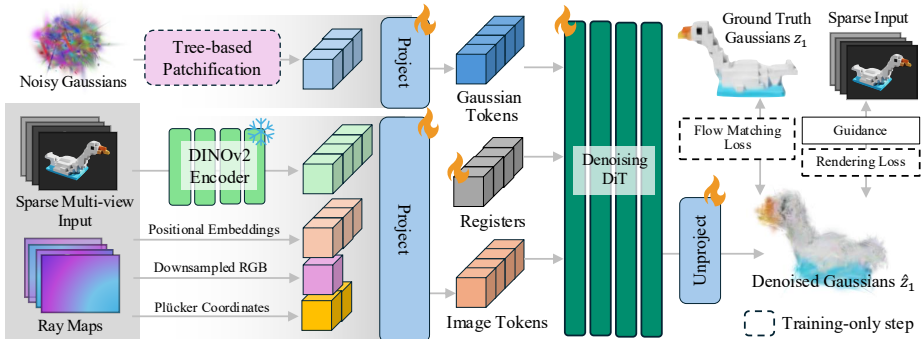 Noisy Gaussians
Tree-based
Patchification
Project
Gaussian
Tokens
Sparse Multi-view
Input
DINOv2
Encoder
Positional Embeddings
Downsampled RGB
Plücker Coordinates
Ray Maps
Project
Registers
Image Tokens
Denoising
DiT
Unproject
Ground Truth
Gaussians z₁
Sparse Input
Flow Matching
Loss
Guidance
Rendering Loss
Denoised Gaussians ẑ₁
Training-only step